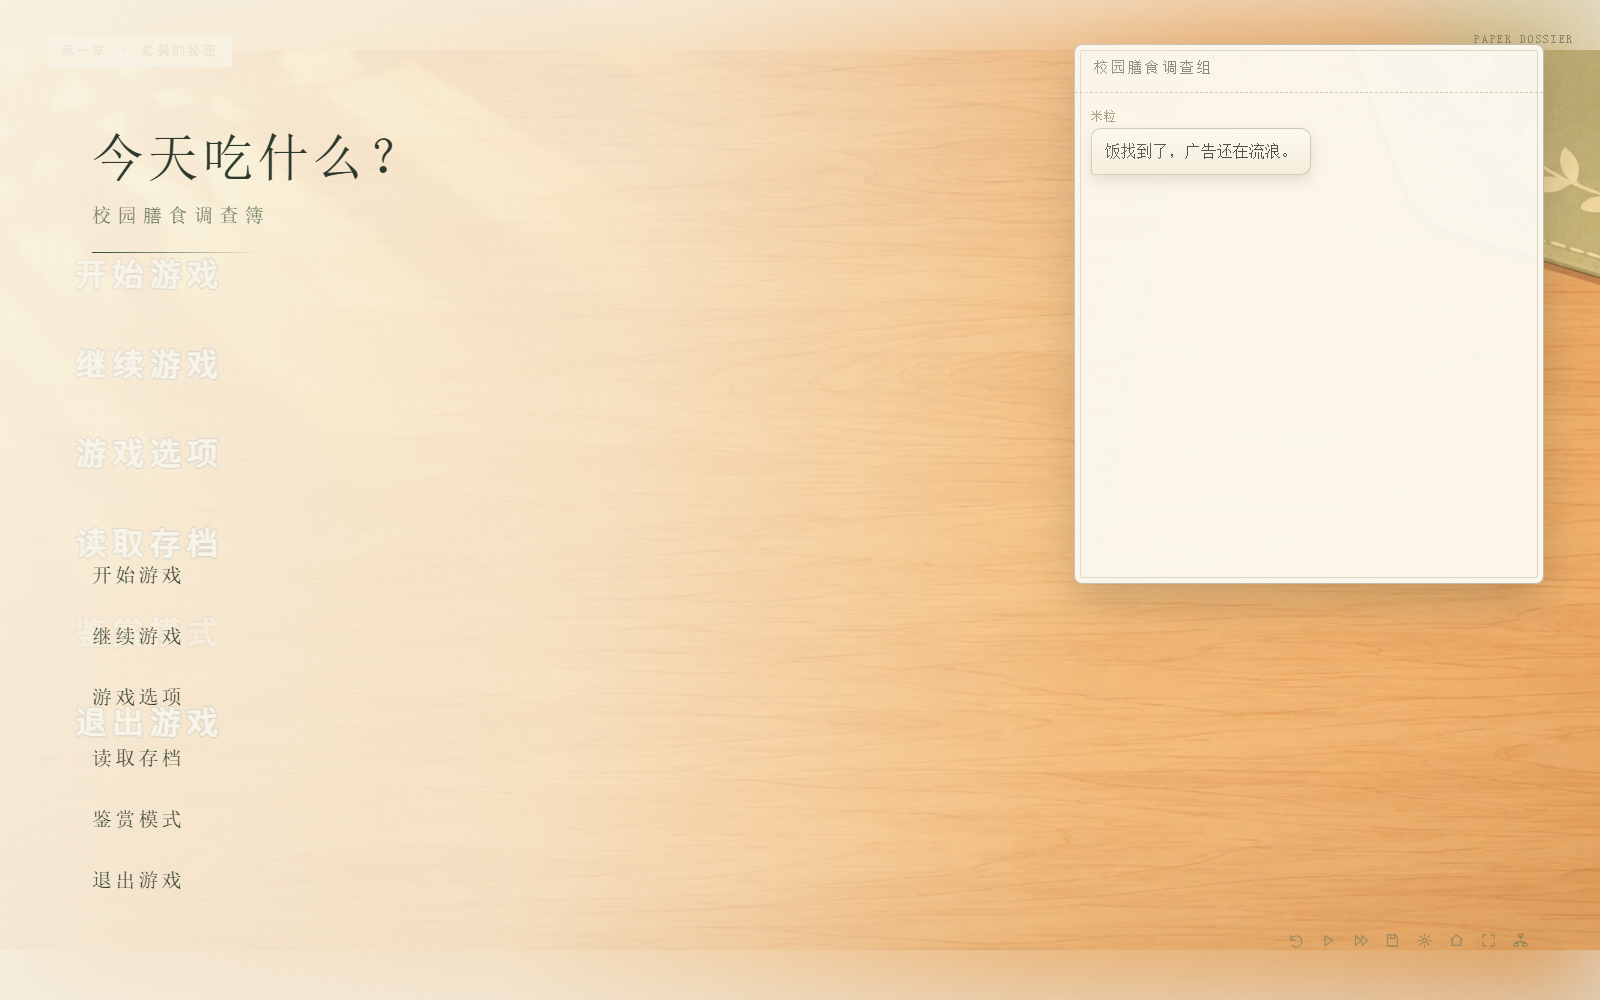 第一章 · 套餐的秘密
PAPER DOSSIER
校园膳食调查组
米粒
饭找到了，广告还在流浪。
今天吃什么？
校园膳食调查簿
开始游戏
继续游戏
游戏选项
读取存档
开始游戏
鉴赏模式
继续游戏
游戏选项
退出游戏
读取存档
鉴赏模式
退出游戏